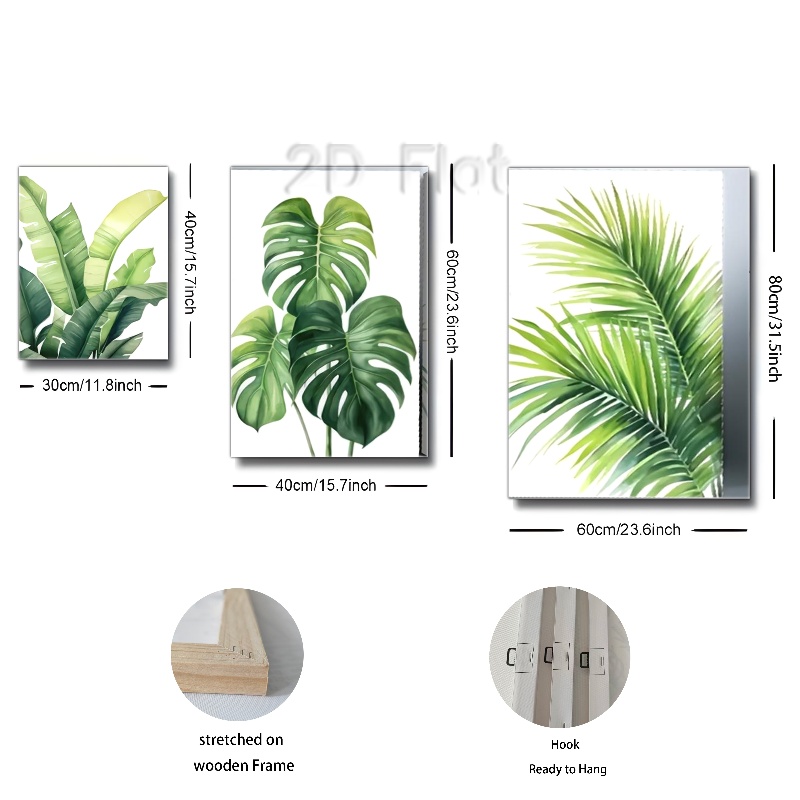 2D Flat
40cm/15.7inch
30cm/11.8inch
60cm/23.6inch
40cm/15.7inch
80cm/31.5inch
60cm/23.6inch
stretched on
wooden Frame
Hook
Ready to Hang